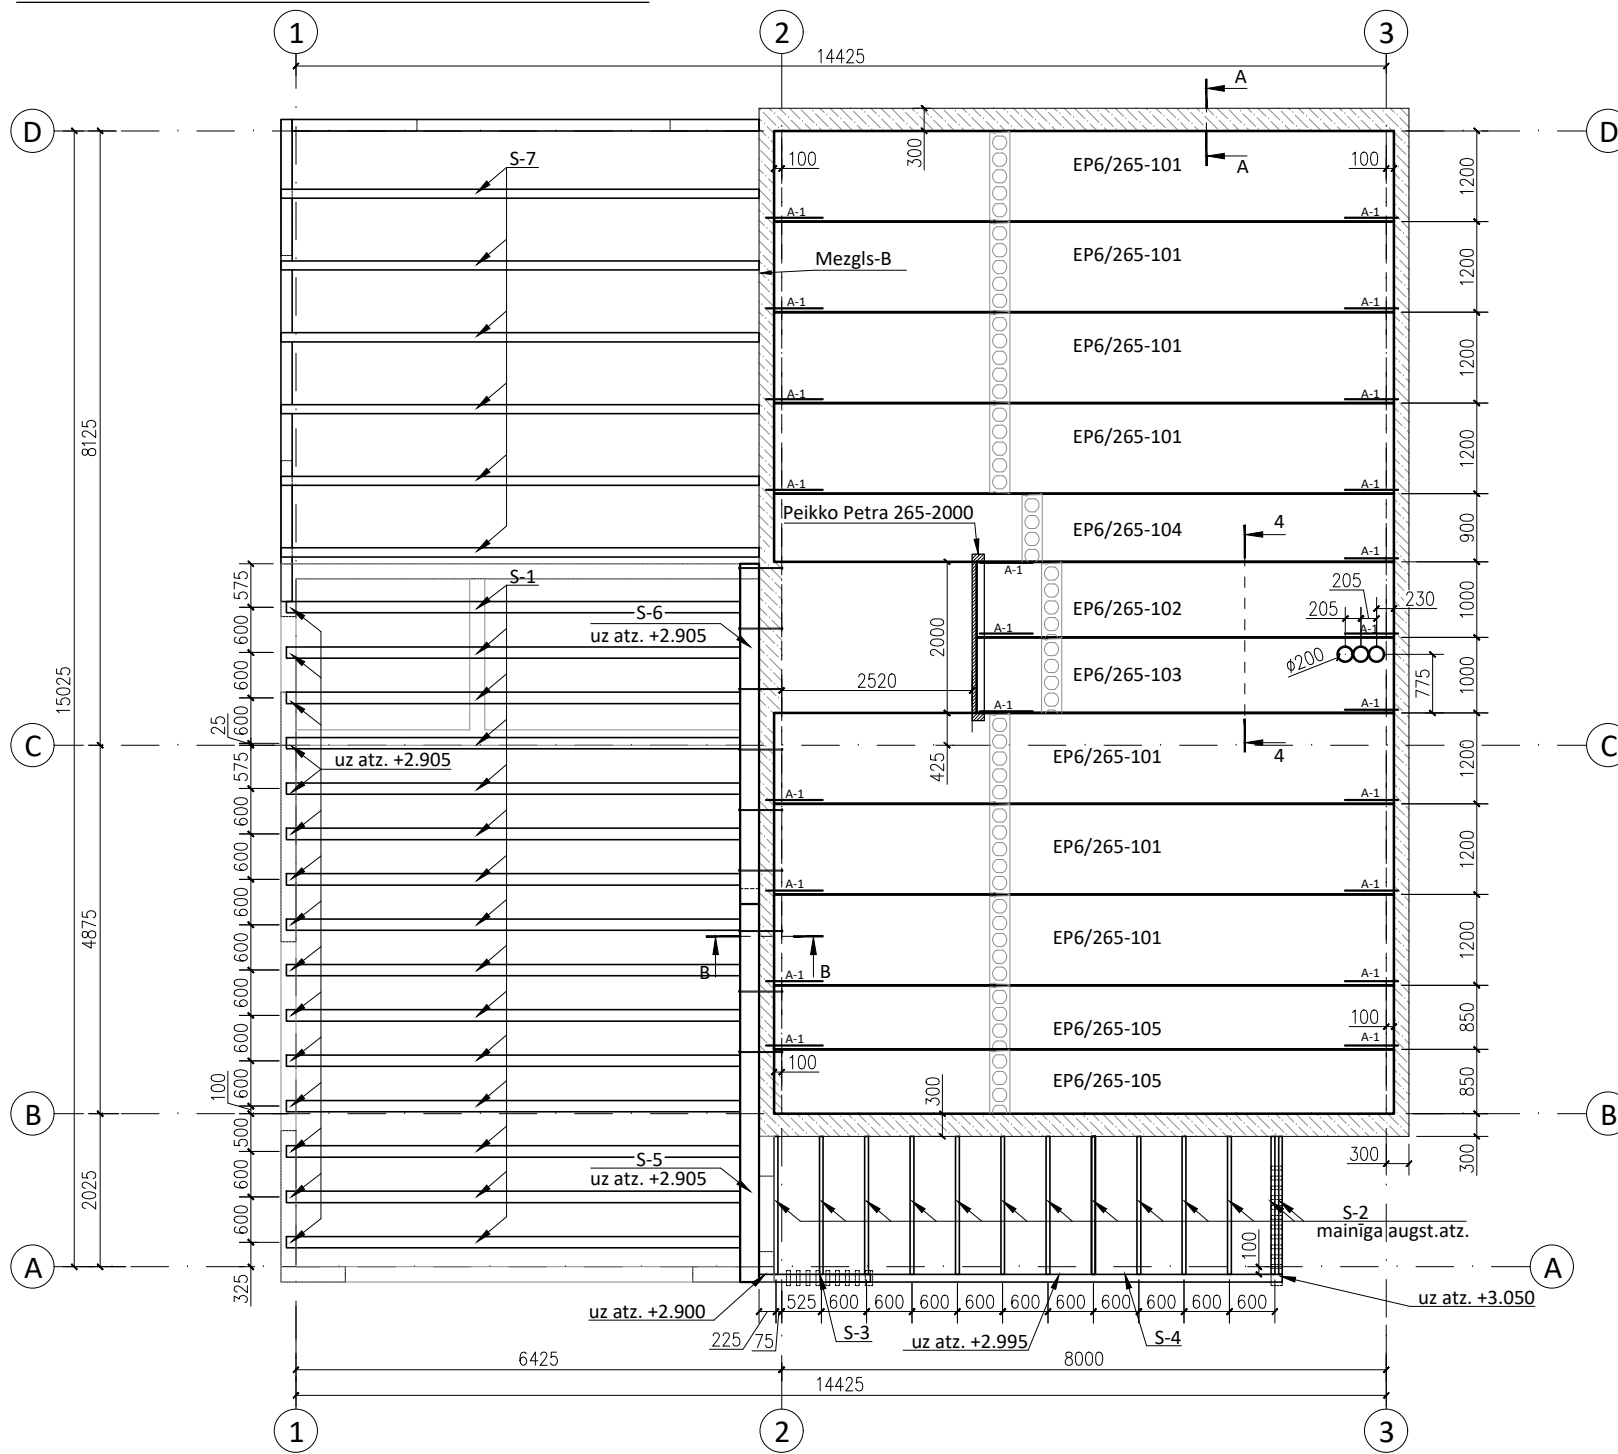 1
2
3
14425
A
D
D
S-7
100
300
EP6/265-101
A
100
1200
A-1
A-1
Mezgls-B
EP6/265-101
1200
A-1
A-1
EP6/265-101
1200
8125
A-1
A-1
EP6/265-101
1200
A-1
A-1
Peikko Petra 265-2000
EP6/265-104
4
900
A-1
A-1
575
S-1
S-6
uz atz. +2.905
2000
EP6/265-102
205
205
230
1000
600
A-1
A-1
ϕ200
600
15025
2520
EP6/265-103
775
1000
A-1
A-1
25
600
C
C
uz atz. +2.905
575
425
EP6/265-101
4
1200
A-1
A-1
600
600
EP6/265-101
1200
A-1
A-1
600
4875
600
EP6/265-101
1200
B
B
A-1
A-1
600
600
EP6/265-105
100
850
A-1
A-1
600
100
600
100
EP6/265-105
300
850
B
B
500
S-5
uz atz. +2.905
300
300
600
2025
S-2
mainīga augst.atz.
600
100
A
A
325
uz atz. +2.900
525
600
600
600
600
600
600
600
600
600
600
uz atz. +3.050
225
75
S-3
uz atz. +2.995
S-4
6425
8000
14425
1
2
3